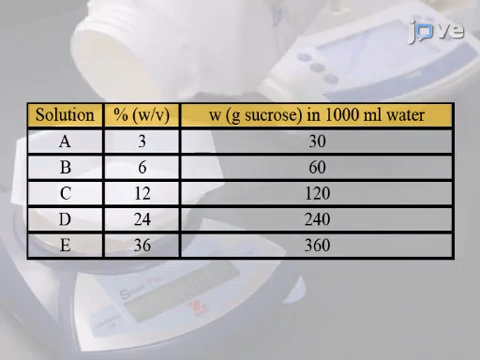 jove
Solution % (w/v) w (g sucrose) in 1000 ml water
A 3 30
B 6 60
C 12 120
D 24 240
E 36 360